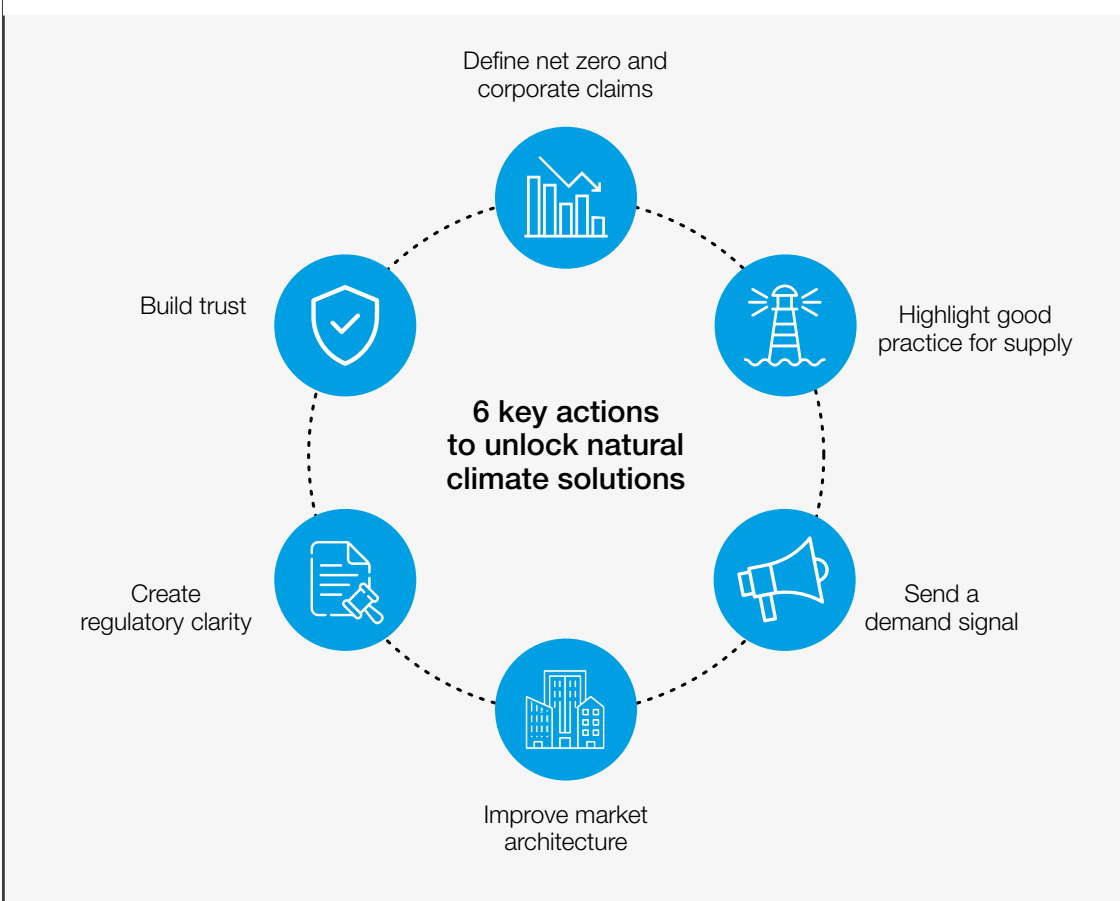 Define net zero and
corporate claims
Build trust
Highlight good
practice for supply
6 key actions
to unlock natural
climate solutions
Create
regulatory clarity
Send a
demand signal
Improve market
architecture